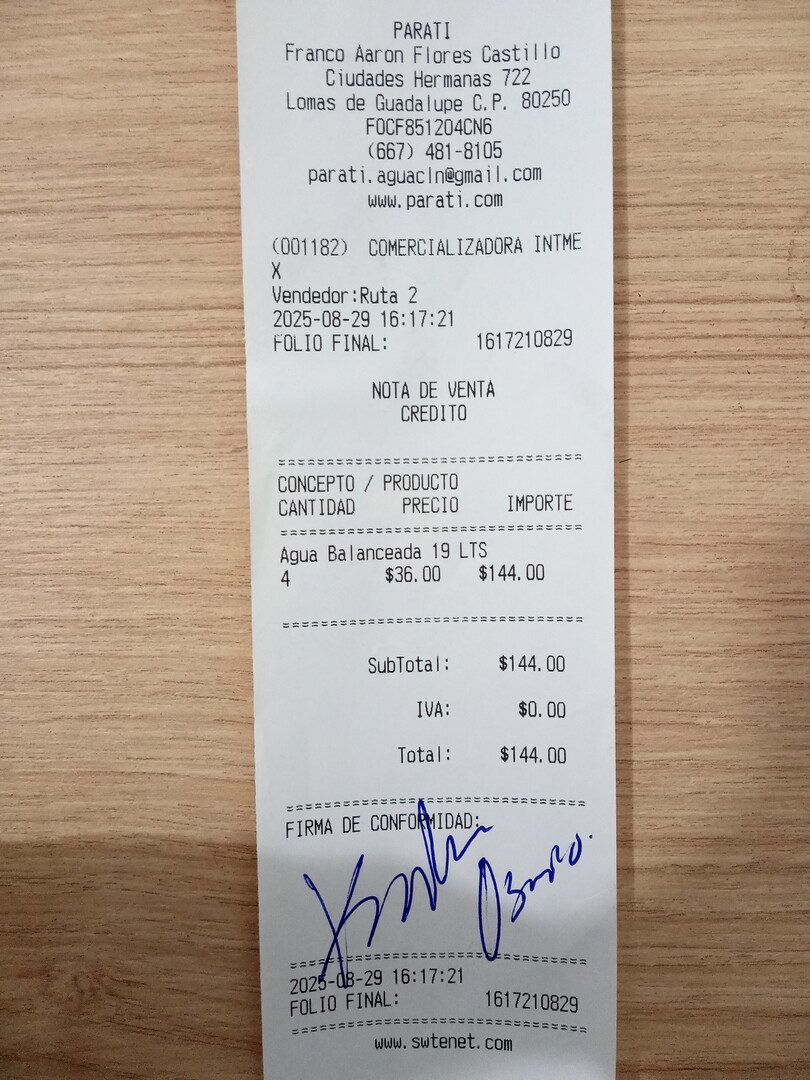 PARATI
Franco Aaron Flores Castillo
Ciudades Hermanas 722
Lomas de Guadalupe C.P. 80250
FOCF851204CN6
(667) 481-8105
parati.aguacln@gmail.com
www.parati.com
(001182) COMERCIALIZADORA INTME
X
Vendedor:Ruta 2
2025-08-29 16:17:21
FOLIO FINAL: 1617210829
NOTA DE VENTA
CREDITO
==============================
CONCEPTO / PRODUCTO
CANTIDAD PRECIO IMPORTE
==============================
Agua Balanceada 19 LTS
4 $36.00 $144.00
==============================
SubTotal: $144.00
IVA: $0.00
Total: $144.00
==============================
FIRMA DE CONFORMIDAD:
==============================
2025-08-29 16:17:21
FOLIO FINAL: 1617210829
==============================
www.swtenet.com